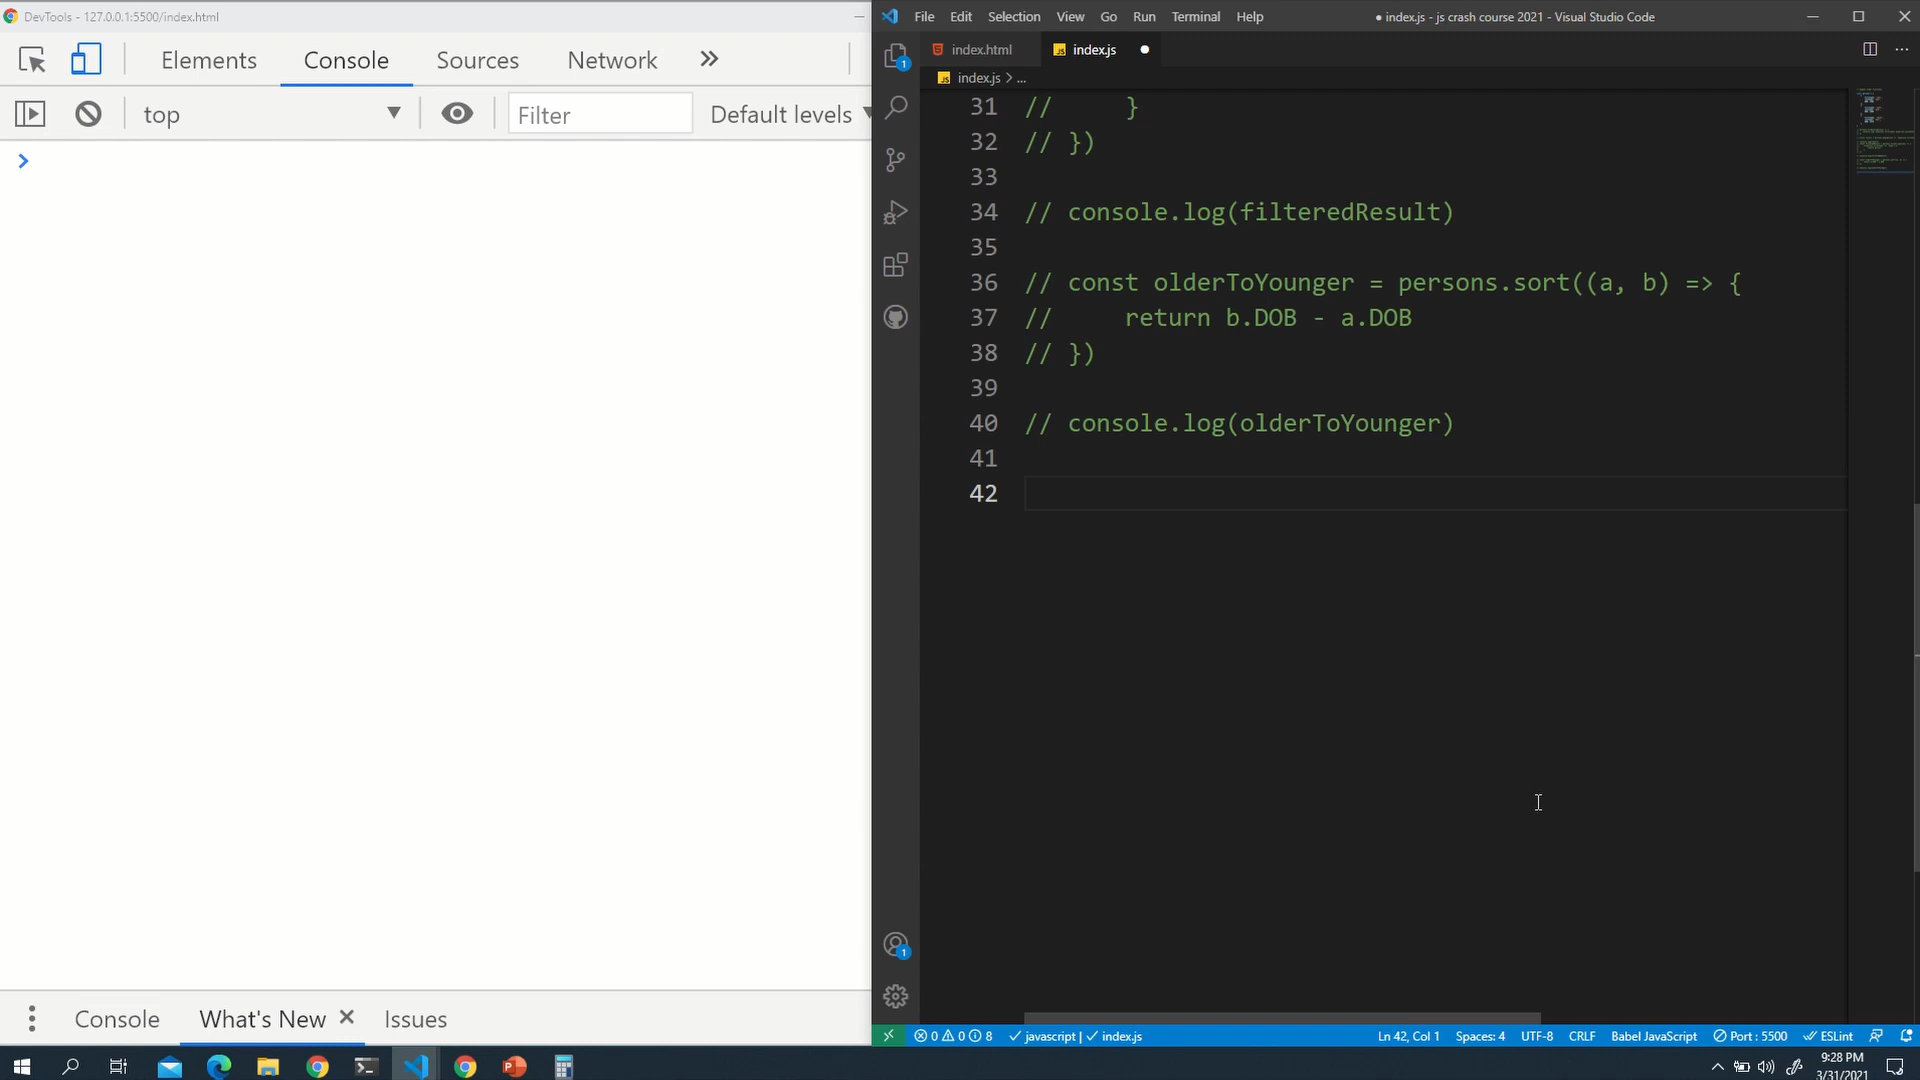 DevTools - 127.0.0.1:5500/index.html
Elements Console Sources Network
top Filter Default levels
Console What's New Issues
File Edit Selection View Go Run Terminal Help
● index.js - js crash course 2021 - Visual Studio Code
index.html JS index.js
JS index.js > ...
31 //     }
32 // })
33
34 // console.log(filteredResult)
35
36 // const olderToYounger = persons.sort((a, b) => {
37 //     return b.DOB - a.DOB
38 // })
39
40 // console.log(olderToYounger)
41
42
1
1
0 0 8 javascript | index.js Ln 42, Col 1 Spaces: 4 UTF-8 CRLF Babel JavaScript Port : 5500 ESLint
9:28 PM
3/31/2021